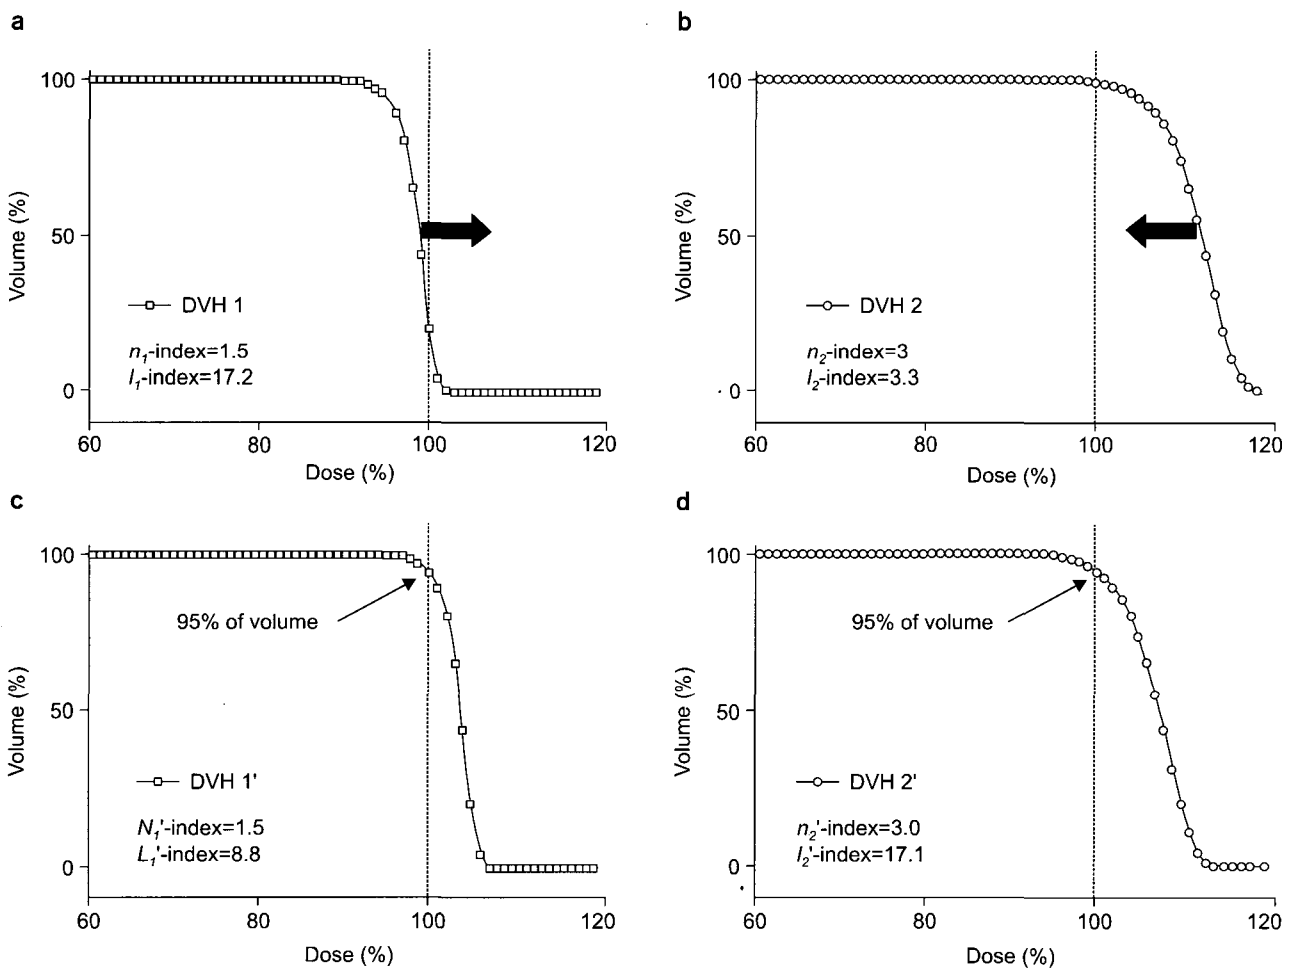 a
100
50
0
Volume (%)
DVH 1
n1-index=1.5
l1-index=17.2
60 80 100 120
Dose (%)
b
100
50
0
Volume (%)
DVH 2
n2-index=3
l2-index=3.3
60 80 100 120
Dose (%)
c
100
50
0
Volume (%)
95% of volume
DVH 1'
N1'-index=1.5
L1'-index=8.8
60 80 100 120
Dose (%)
d
100
50
0
Volume (%)
95% of volume
DVH 2'
n2'-index=3.0
l2'-index=17.1
60 80 100 120
Dose (%)